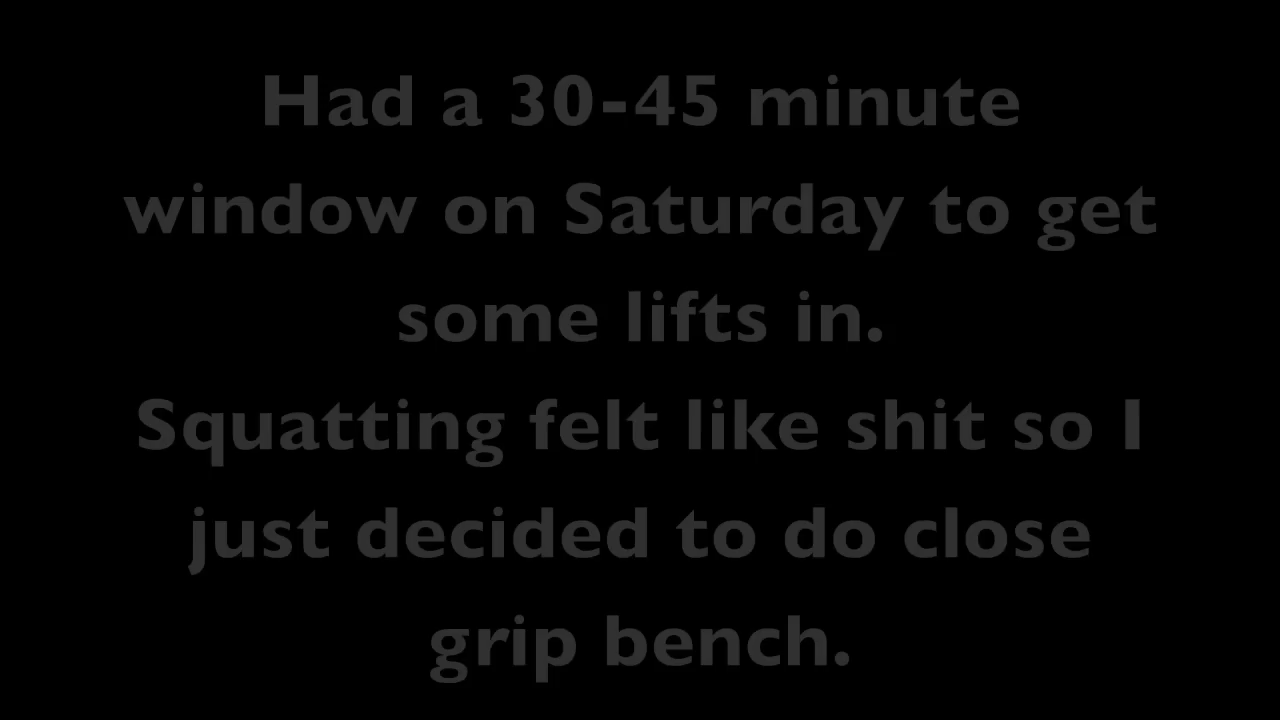 Had a 30-45 minute
window on Saturday to get
some lifts in.
Squatting felt like shit so I
just decided to do close
grip bench.